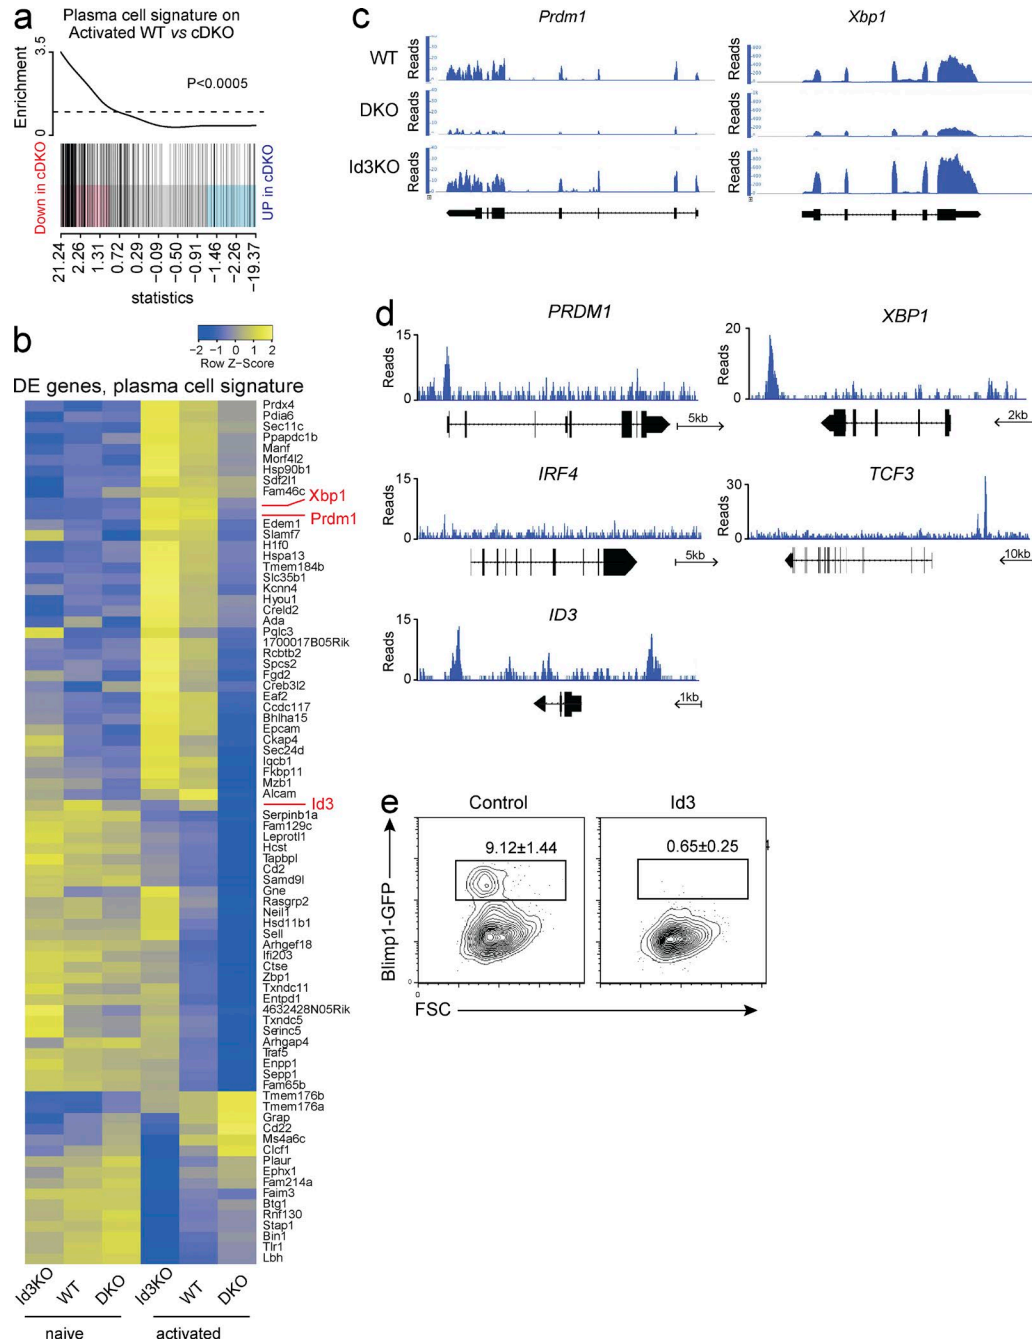 a
Plasma cell signature on
Activated WT vs cDKO
Enrichment
3.5
0
P<0.0005
Down in cDKO
UP in cDKO
21.24
2.26
1.31
0.72
0.29
−0.09
−0.50
−0.91
−1.46
−2.26
−19.37
statistics
b
−2 −1 0 1 2
Row Z-Score
DE genes, plasma cell signature
Prdx4
Pdia6
Sec11c
Ppapdc1b
Manf
Morf4l2
Hsp90b1
Sdf2l1
Fam46c
Xbp1
Prdm1
Edem1
Slamf7
H1f0
Hspa13
Tmem184b
Slc35b1
Kcnn4
Hyou1
Creld2
Ada
Pqlc3
1700017B05Rik
Rcbtb2
Spcs2
Fgd2
Creb3l2
Eaf2
Ccdc117
Bhlha15
Epcam
Ckap4
Sec24d
Iqcb1
Fkbp11
Mzb1
Alcam
Id3
Serpinb1a
Fam129c
Leprotl1
Hcst
Tapbpl
Cd2
Samd9l
Gne
Rasgrp2
Neil1
Hsd11b1
Sell
Arhgef18
Ifi203
Ctse
Zbp1
Txndc11
Entpd1
4632428N05Rik
Txndc5
Serinc5
Arhgap4
Traf5
Enpp1
Sepp1
Fam65b
Tmem176b
Tmem176a
Grap
Cd22
Ms4a6c
Clcf1
Plaur
Ephx1
Fam214a
Faim3
Btg1
Rnf130
Stap1
Bin1
Tlr1
Lbh
Id3KO WT DKO Id3KO WT DKO
naive activated
c
Prdm1 Xbp1
WT
Reads Reads
DKO
Reads Reads
Id3KO
Reads Reads
d
PRDM1
15
Reads
0
5kb
XBP1
20
Reads
0
2kb
IRF4
15
Reads
0
5kb
TCF3
30
Reads
0
10kb
ID3
15
Reads
0
1kb
e
Control Id3
9.12±1.44 0.65±0.25
Blimp1-GFP
0
FSC